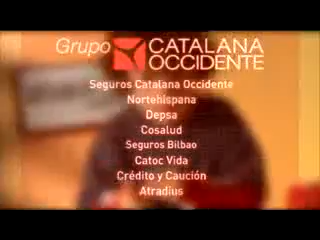 Grupo CATALANA
OCCIDENTE
Seguros Catalana Occidente
Nortehispana
Depsa
Cosalud
Seguros Bilbao
Catoc Vida
Crédito y Caución
Atradius